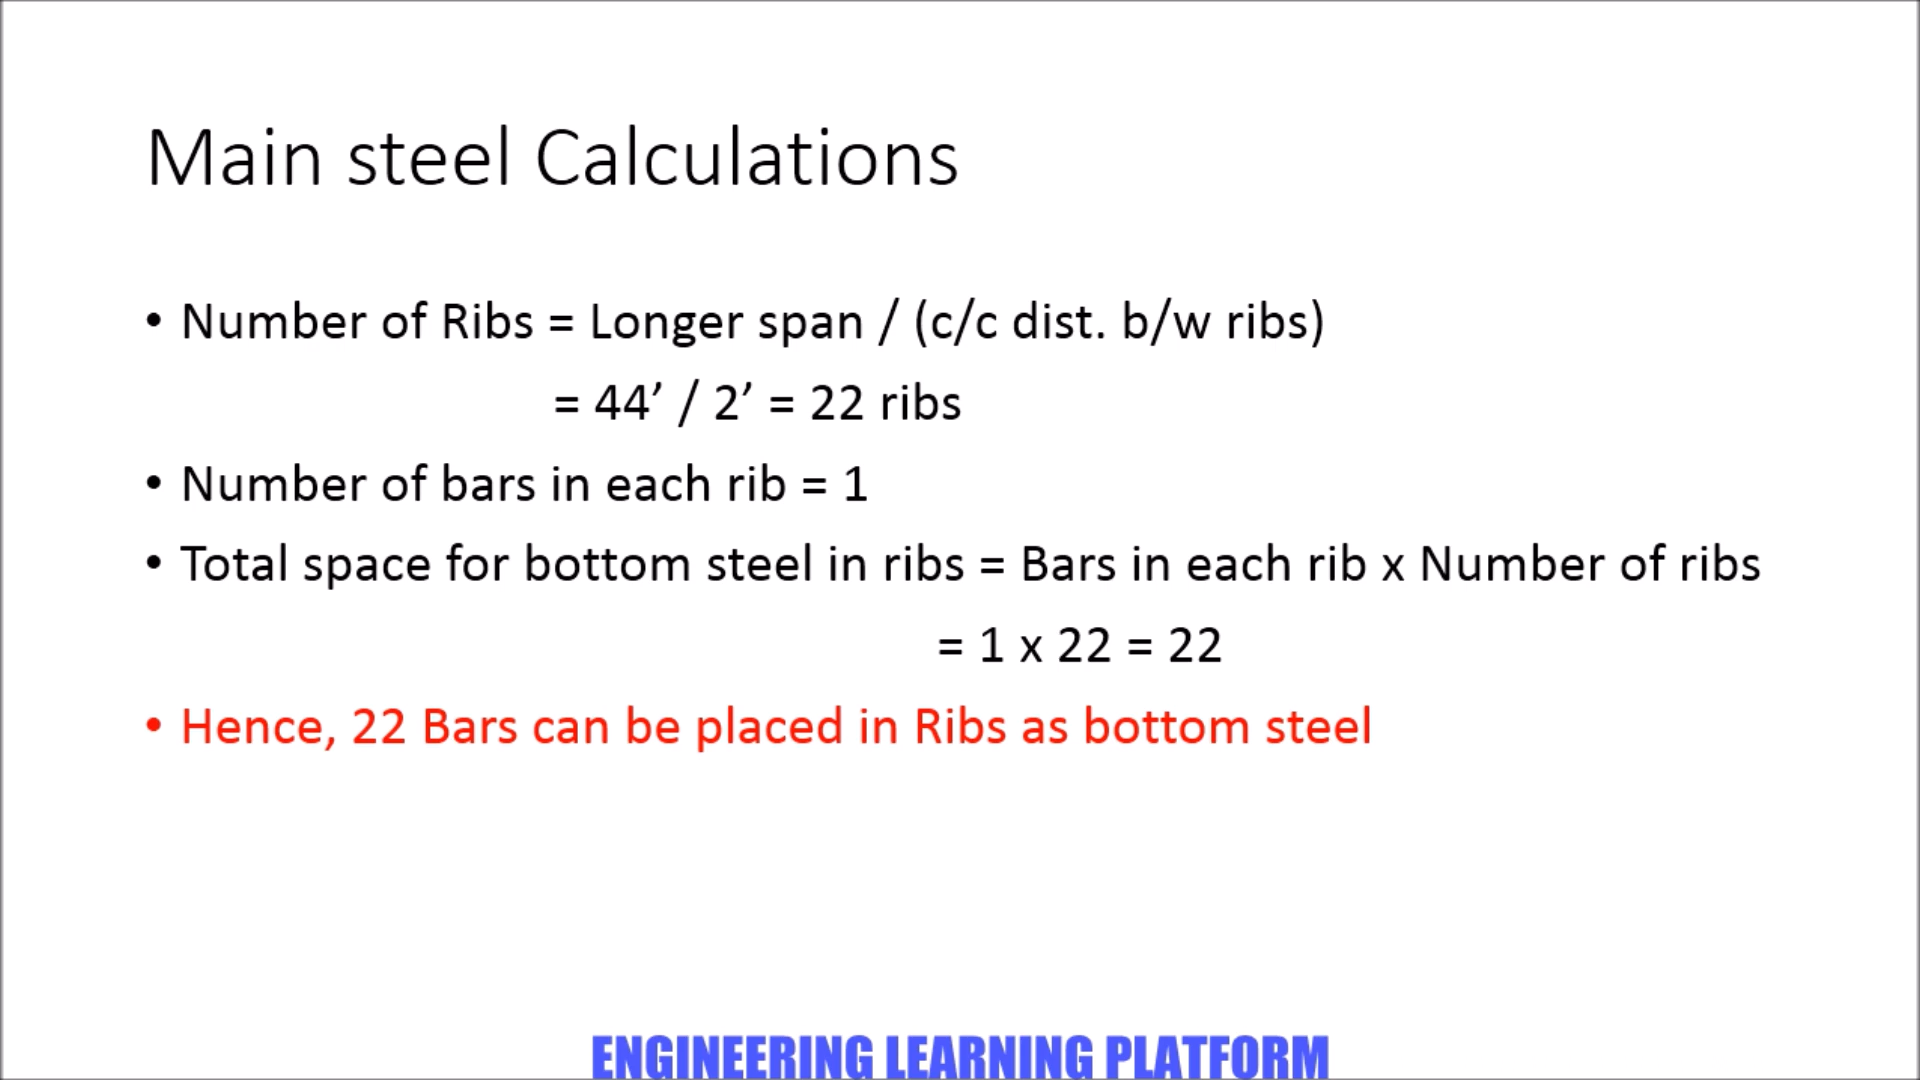 Main steel Calculations
• Number of Ribs = Longer span / (c/c dist. b/w ribs)
= 44’ / 2’ = 22 ribs
• Number of bars in each rib = 1
• Total space for bottom steel in ribs = Bars in each rib x Number of ribs
= 1 x 22 = 22
• Hence, 22 Bars can be placed in Ribs as bottom steel
ENGINEERING LEARNING PLATFORM